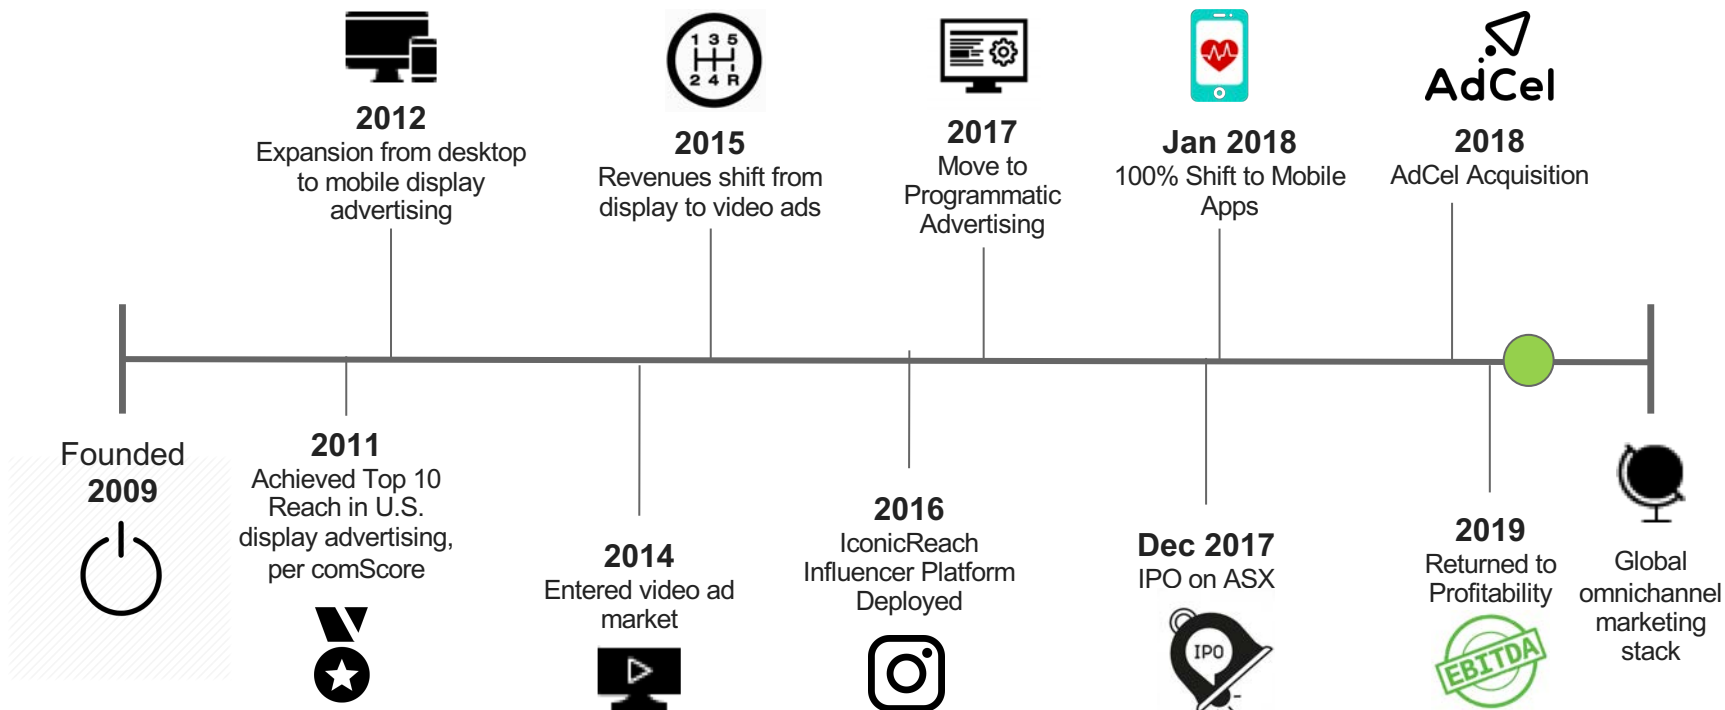 1 3 5
2 4 R
AdCel
2012
Expansion from desktop
to mobile display
advertising
2015
Revenues shift from
display to video ads
2017
Move to
Programmatic
Advertising
Jan 2018
100% Shift to Mobile
Apps
2018
AdCel Acquisition
Founded
2009
2011
Achieved Top 10
Reach in U.S.
display advertising,
per comScore
2014
Entered video ad
market
2016
IconicReach
Influencer Platform
Deployed
Dec 2017
IPO on ASX
IPO
2019
Returned to
Profitability
EBITDA
Global
omnichannel
marketing
stack